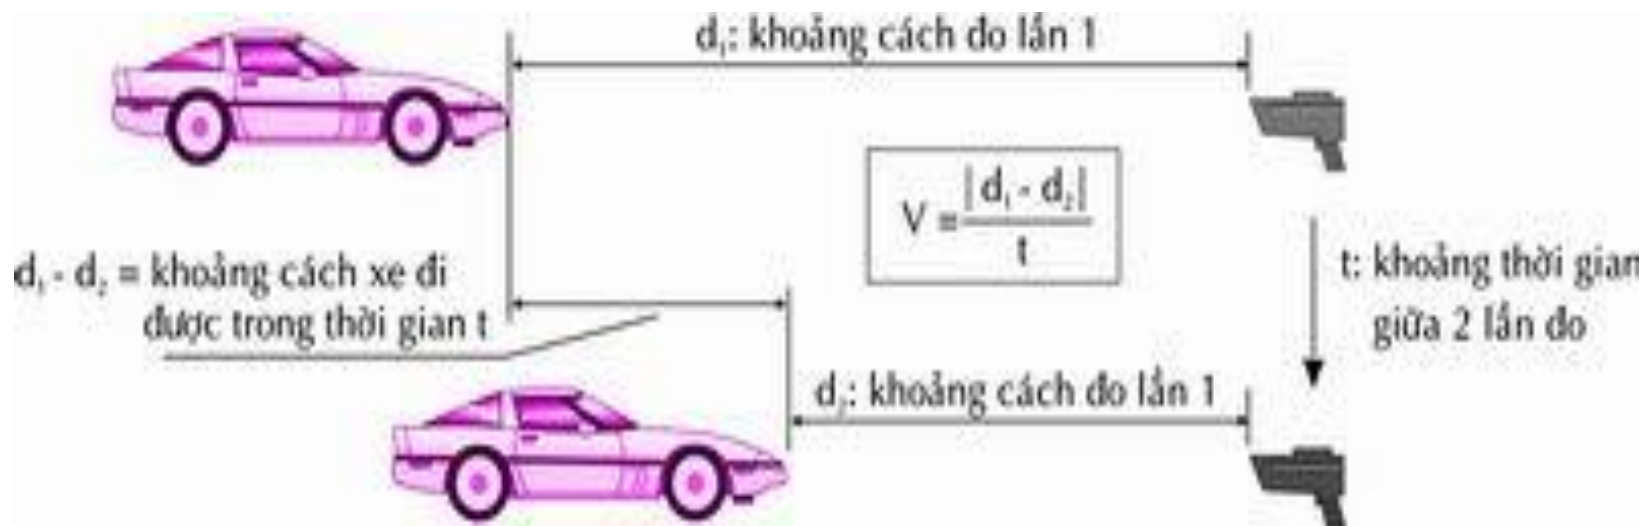 d₁: khoảng cách đo lần 1
V = |d₁ - d₂|
t
d₁ - d₂ = khoảng cách xe đi
được trong thời gian t
t: khoảng thời gian
giữa 2 lần đo
d₂: khoảng cách đo lần 1